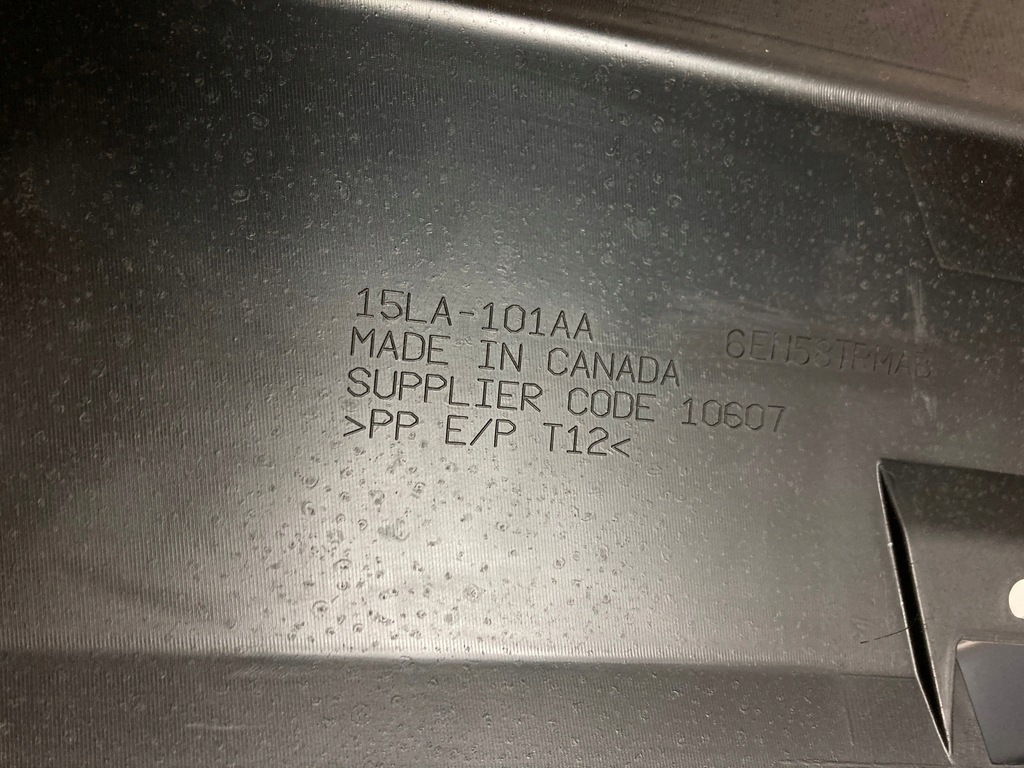 15LA-101AA
MADE IN CANADA
SUPPLIER CODE 10607
>PP E/P T12<